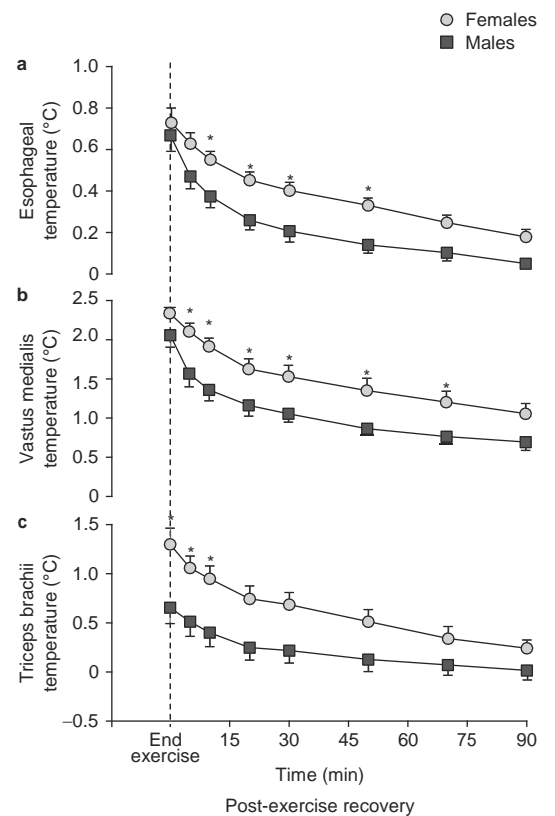 Females
Males
a
1.0
0.8
0.6
0.4
0.2
0
Esophageal
temperature (°C)
*
*
*
*
b
2.5
2.0
1.5
1.0
0.5
0
Vastus medialis
temperature (°C)
*
*
*
*
*
*
c
1.5
1.0
0.5
0
–0.5
Triceps brachii
temperature (°C)
*
*
*
End
exercise
15
30
45
60
75
90
Time (min)
Post-exercise recovery